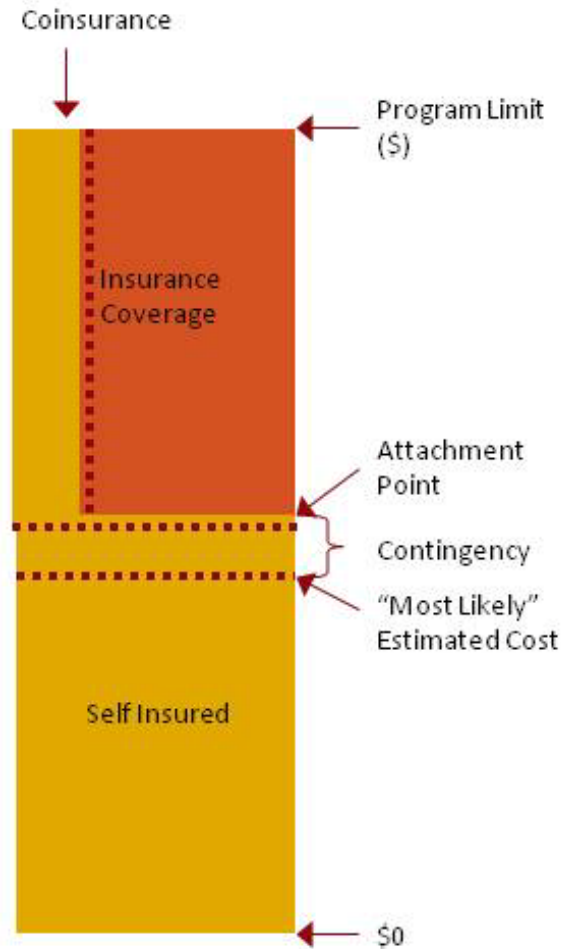 Coinsurance
Program Limit
($)
Insurance
Coverage
Attachment
Point
Contingency
“Most Likely”
Estimated Cost
Self Insured
$0